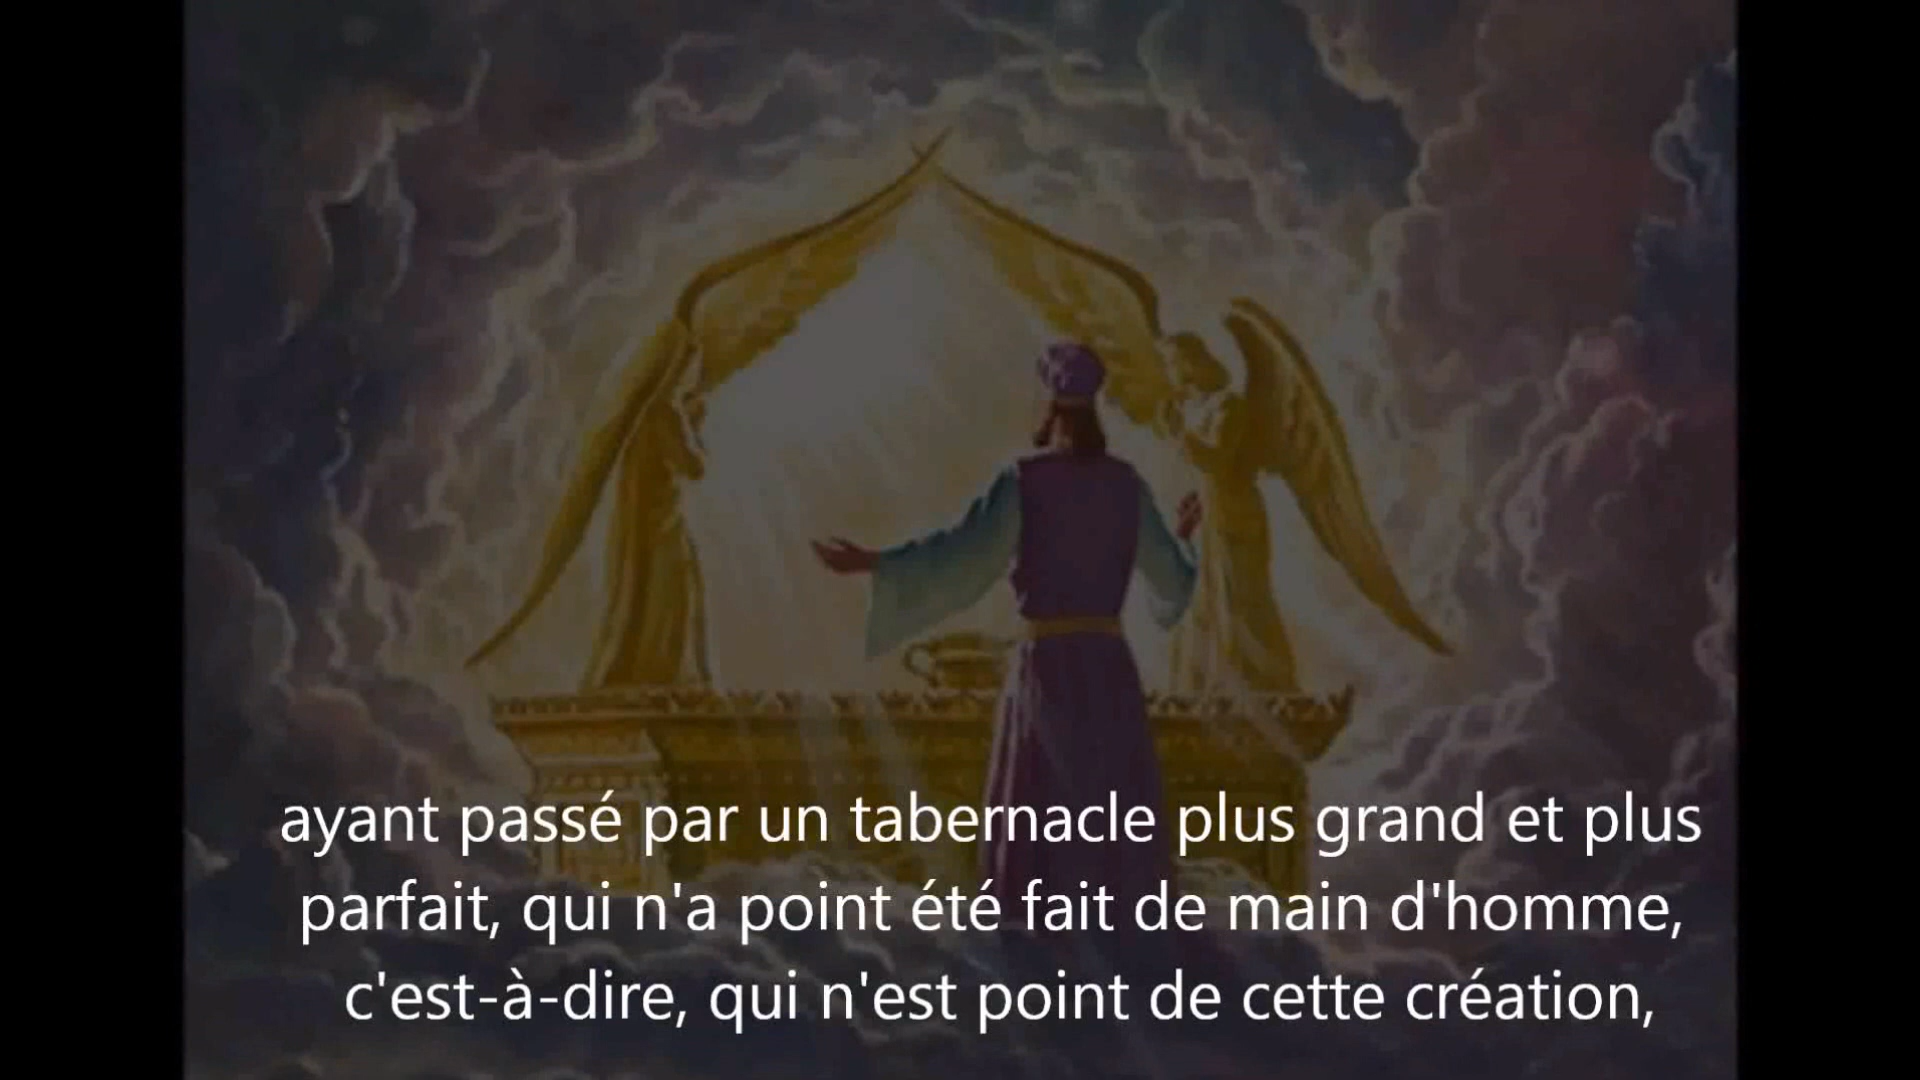 ayant passé par un tabernacle plus grand et plus
parfait, qui n'a point été fait de main d'homme,
c'est-à-dire, qui n'est point de cette création,